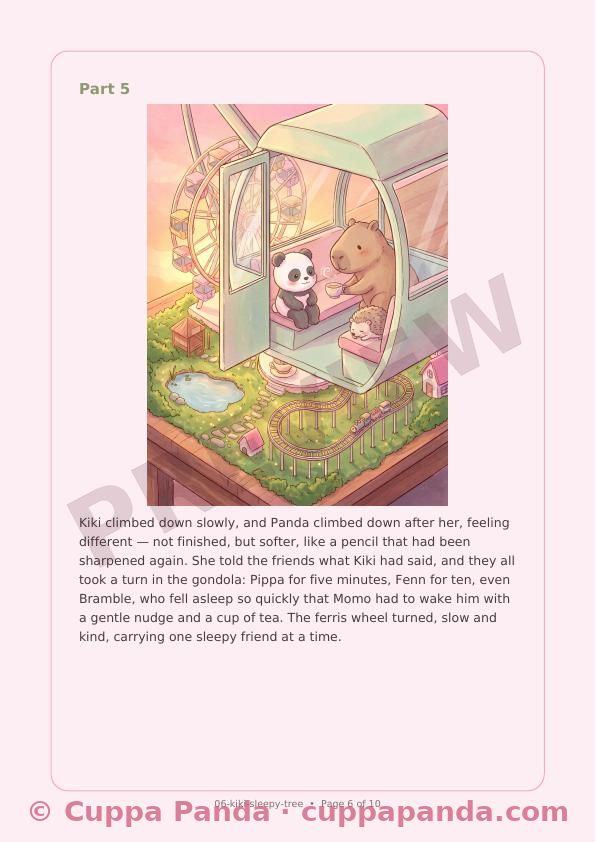 Part 5
PREVIEW
Kiki climbed down slowly, and Panda climbed down after her, feeling
different — not finished, but softer, like a pencil that had been
sharpened again. She told the friends what Kiki had said, and they all
took a turn in the gondola: Pippa for five minutes, Fenn for ten, even
Bramble, who fell asleep so quickly that Momo had to wake him with
a gentle nudge and a cup of tea. The ferris wheel turned, slow and
kind, carrying one sleepy friend at a time.
06-kiki-sleepy-tree • Page 6 of 10
© Cuppa Panda · cuppapanda.com